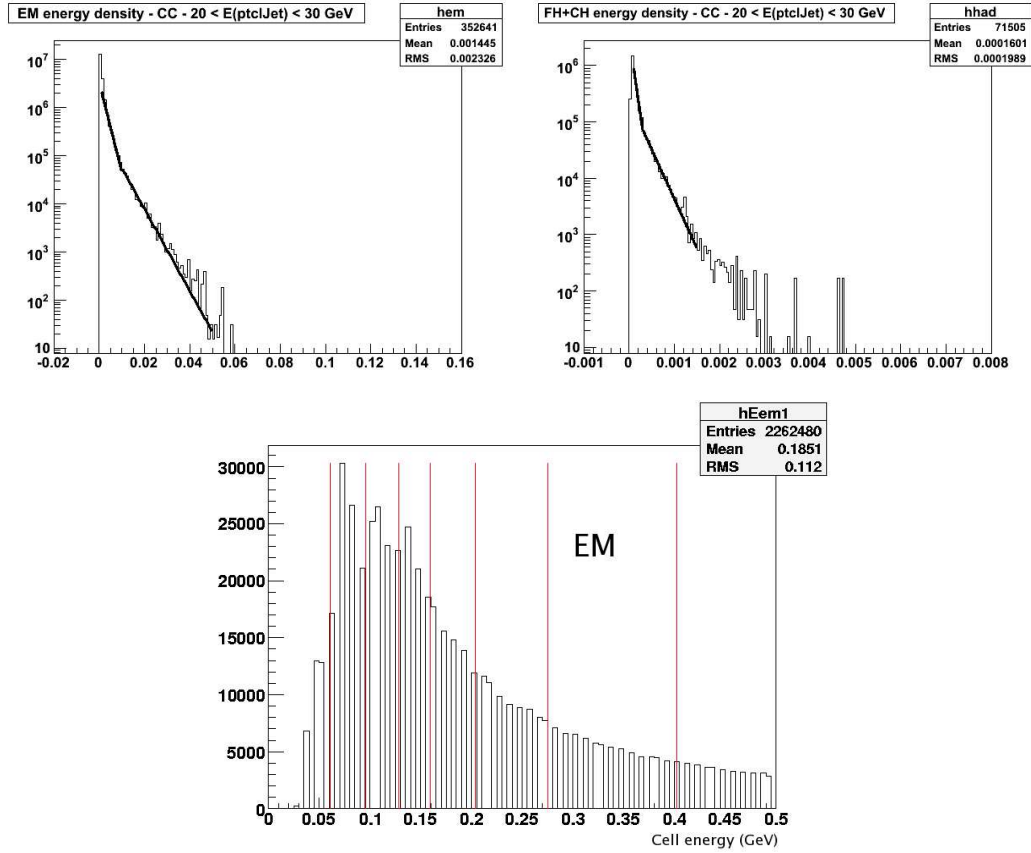 EM energy density - CC - 20 < E(ptclJet) < 30 GeV
hem
Entries 352641
Mean 0.001445
RMS 0.002326
10^7
10^6
10^5
10^4
10^3
10^2
10
-0.02 0 0.02 0.04 0.06 0.08 0.1 0.12 0.14 0.16
FH+CH energy density - CC - 20 < E(ptclJet) < 30 GeV
hhad
Entries 71505
Mean 0.0001601
RMS 0.0001989
10^6
10^5
10^4
10^3
10^2
10
-0.001 0 0.001 0.002 0.003 0.004 0.005 0.006 0.007 0.008
hEem1
Entries 2262480
Mean 0.1851
RMS 0.112
30000
25000
20000
15000
10000
5000
0
EM
0 0.05 0.1 0.15 0.2 0.25 0.3 0.35 0.4 0.45 0.5
Cell energy (GeV)